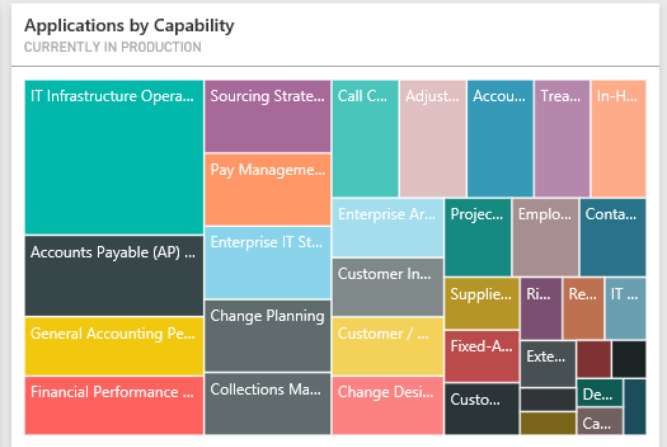 Applications by Capability
CURRENTLY IN PRODUCTION
IT Infrastructure Opera...
Accounts Payable (AP) ...
General Accounting Pe...
Financial Performance ...
Sourcing Strate...
Pay Manageme...
Enterprise IT St...
Change Planning
Collections Ma...
Call C...
Adjust...
Accou...
Trea...
In-H...
Enterprise Ar...
Customer In...
Customer / ...
Change Desi...
Projec...
Emplo...
Conta...
Supplie...
Fixed-A...
Custo...
Ri...
Re...
IT ...
Exte...
De...
Ca...